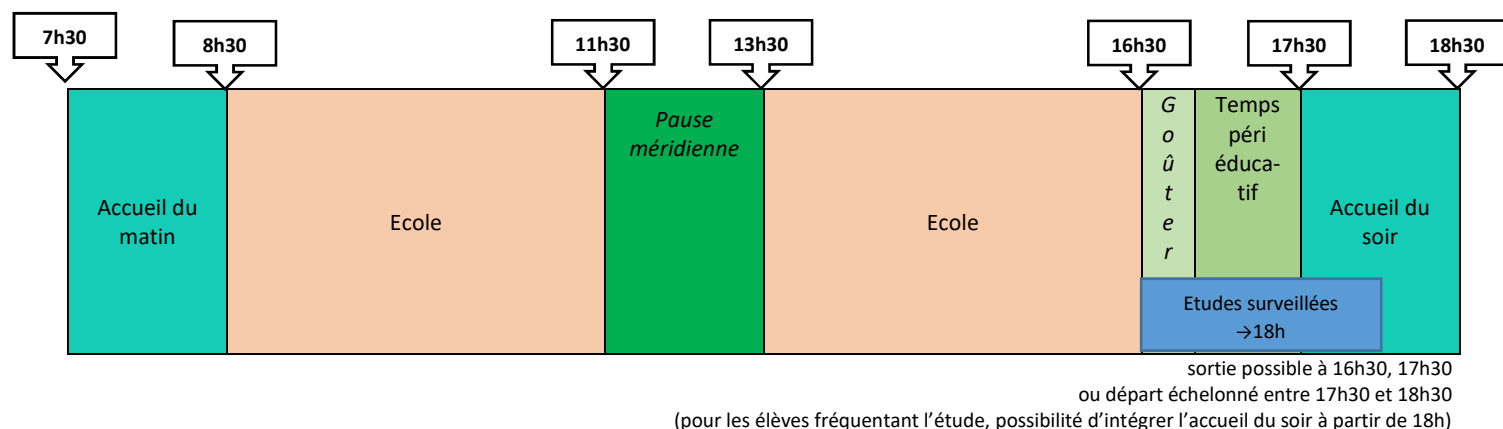 7h30
8h30
11h30
13h30
16h30
17h30
18h30
Accueil du
matin
Ecole
Pause
méridienne
Ecole
G
o
û
t
e
r
Temps
péri
éduca-
tif
Accueil du
soir
Etudes surveillées
→18h
sortie possible à 16h30, 17h30
ou départ échelonné entre 17h30 et 18h30
(pour les élèves fréquentant l’étude, possibilité d’intégrer l’accueil du soir à partir de 18h)